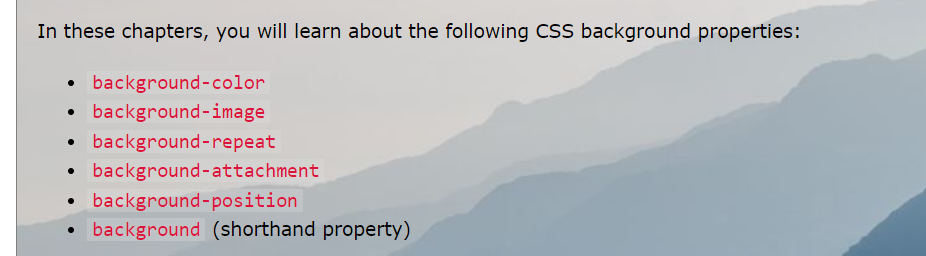 In these chapters, you will learn about the following CSS background properties:
• background-color
• background-image
• background-repeat
• background-attachment
• background-position
• background (shorthand property)